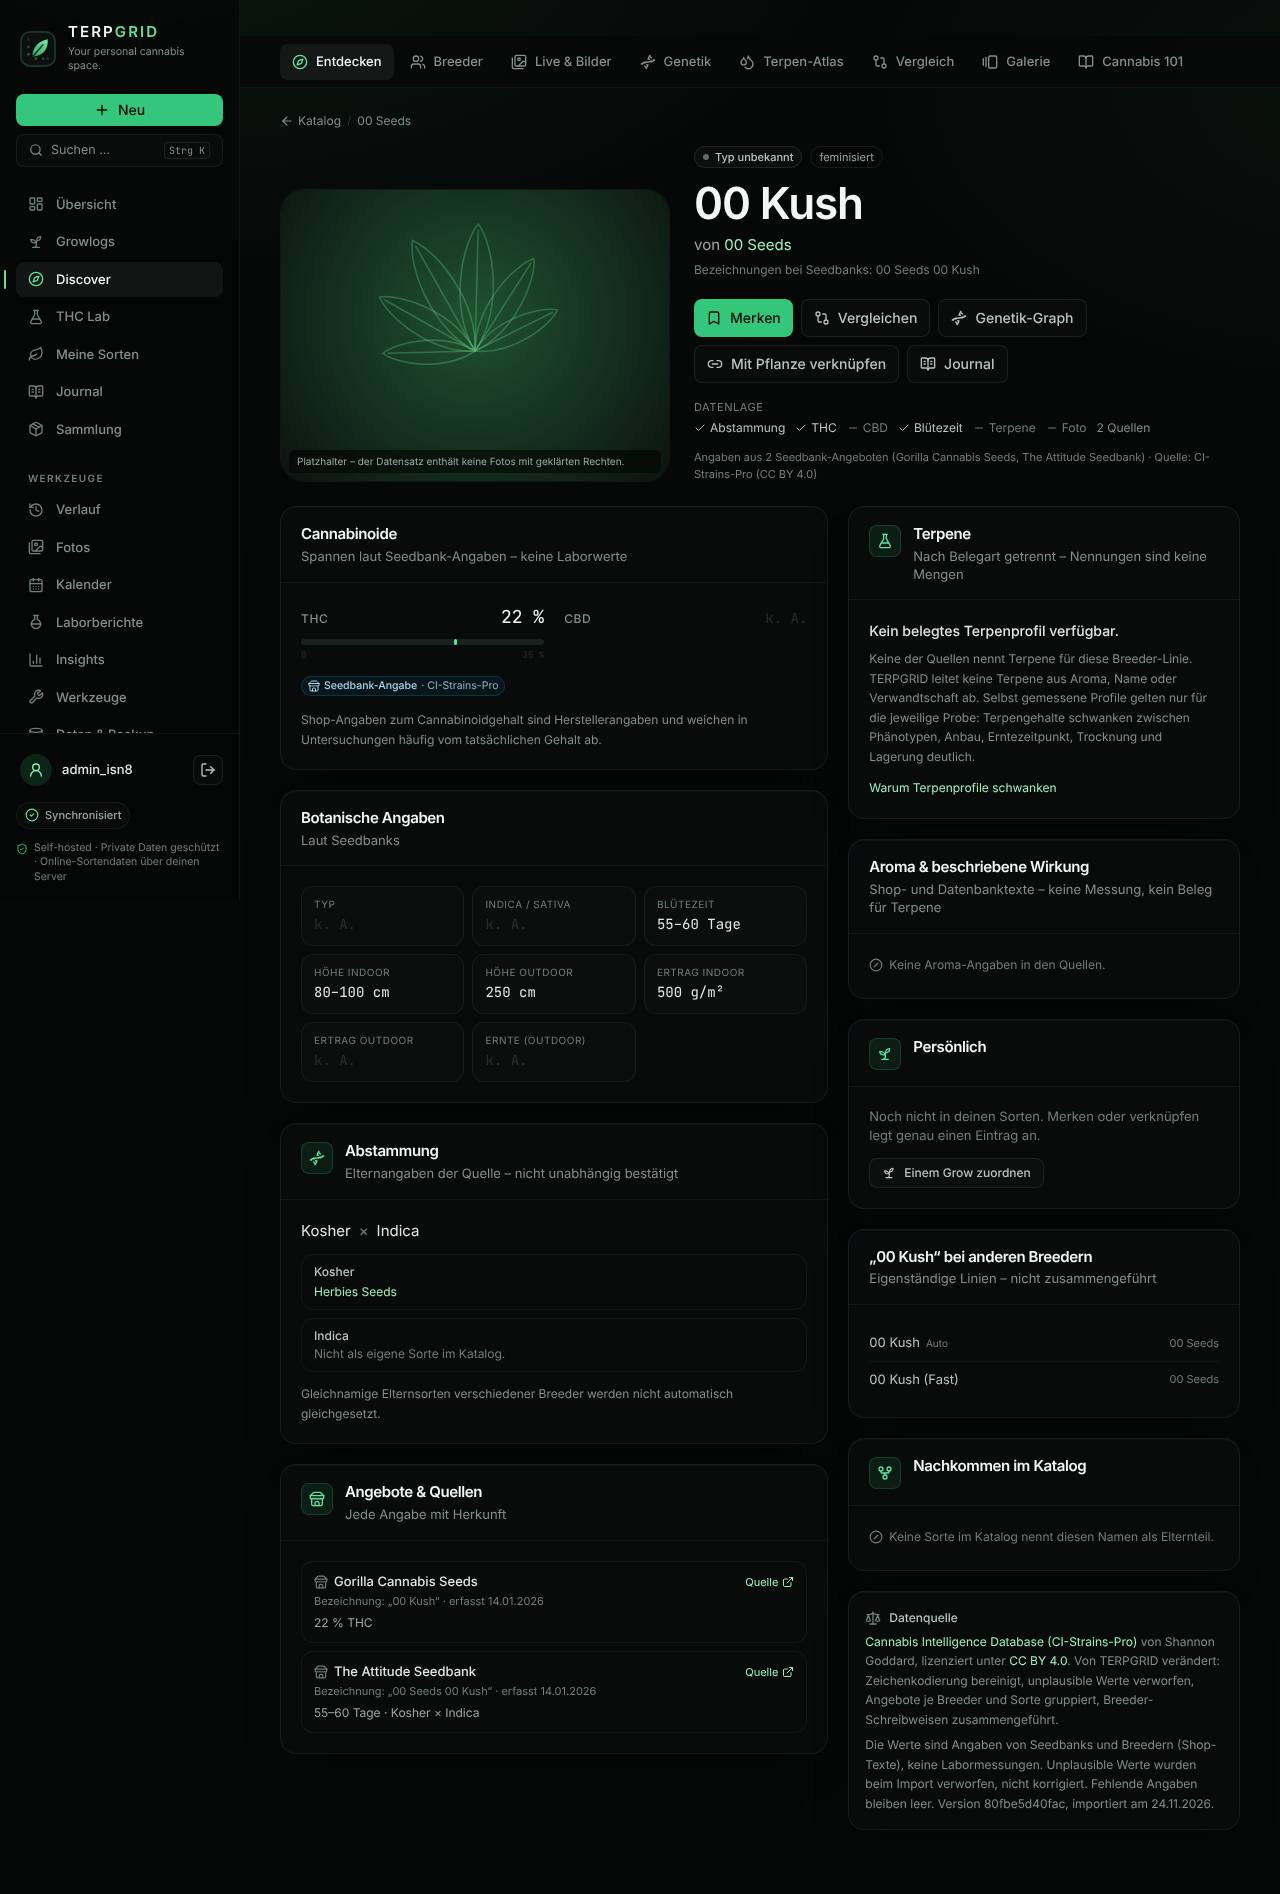 TERPGRID
Your personal cannabis
space.
Neu
Suchen ...
Strg K
Übersicht
Growlogs
Discover
THC Lab
Meine Sorten
Journal
Sammlung
WERKZEUGE
Verlauf
Fotos
Kalender
Laborberichte
Insights
Werkzeuge
admin_isn8
Synchronisiert
Self-hosted · Private Daten geschützt
· Online-Sortendaten über deinen
Server
Entdecken
Breeder
Live & Bilder
Genetik
Terpen-Atlas
Vergleich
Galerie
Cannabis 101
Katalog / 00 Seeds
Platzhalter – der Datensatz enthält keine Fotos mit geklärten Rechten.
Typ unbekannt
feminisiert
00 Kush
von 00 Seeds
Bezeichnungen bei Seedbanks: 00 Seeds 00 Kush
Merken
Vergleichen
Genetik-Graph
Mit Pflanze verknüpfen
Journal
DATENLAGE
Abstammung THC – CBD Blütezeit – Terpene – Foto 2 Quellen
Angaben aus 2 Seedbank-Angeboten (Gorilla Cannabis Seeds, The Attitude Seedbank) · Quelle: CI-
Strains-Pro (CC BY 4.0)
Cannabinoide
Spannen laut Seedbank-Angaben – keine Laborwerte
THC 22 %
0 35 %
CBD k. A.
Seedbank-Angabe · CI-Strains-Pro
Shop-Angaben zum Cannabinoidgehalt sind Herstellerangaben und weichen in
Untersuchungen häufig vom tatsächlichen Gehalt ab.
Botanische Angaben
Laut Seedbanks
TYP
k. A.
INDICA / SATIVA
k. A.
BLÜTEZEIT
55–60 Tage
HÖHE INDOOR
80–100 cm
HÖHE OUTDOOR
250 cm
ERTRAG INDOOR
500 g/m²
ERTRAG OUTDOOR
k. A.
ERNTE (OUTDOOR)
k. A.
Abstammung
Elternangaben der Quelle – nicht unabhängig bestätigt
Kosher × Indica
Kosher
Herbies Seeds
Indica
Nicht als eigene Sorte im Katalog.
Gleichnamige Elternsorten verschiedener Breeder werden nicht automatisch
gleichgesetzt.
Angebote & Quellen
Jede Angabe mit Herkunft
Gorilla Cannabis Seeds
Quelle
Bezeichnung: „00 Kush“ · erfasst 14.01.2026
22 % THC
The Attitude Seedbank
Quelle
Bezeichnung: „00 Seeds 00 Kush“ · erfasst 14.01.2026
55–60 Tage · Kosher × Indica
Terpene
Nach Belegart getrennt – Nennungen sind keine
Mengen
Kein belegtes Terpenprofil verfügbar.
Keine der Quellen nennt Terpene für diese Breeder-Linie.
TERPGRID leitet keine Terpene aus Aroma, Name oder
Verwandtschaft ab. Selbst gemessene Profile gelten nur für
die jeweilige Probe: Terpengehalte schwanken zwischen
Phänotypen, Anbau, Erntezeitpunkt, Trocknung und
Lagerung deutlich.
Warum Terpenprofile schwanken
Aroma & beschriebene Wirkung
Shop- und Datenbanktexte – keine Messung, kein Beleg
für Terpene
Keine Aroma-Angaben in den Quellen.
Persönlich
Noch nicht in deinen Sorten. Merken oder verknüpfen
legt genau einen Eintrag an.
Einem Grow zuordnen
„00 Kush“ bei anderen Breedern
Eigenständige Linien – nicht zusammengeführt
00 Kush Auto 00 Seeds
00 Kush (Fast) 00 Seeds
Nachkommen im Katalog
Keine Sorte im Katalog nennt diesen Namen als Elternteil.
Datenquelle
Cannabis Intelligence Database (CI-Strains-Pro) von Shannon
Goddard, lizenziert unter CC BY 4.0. Von TERPGRID verändert:
Zeichenkodierung bereinigt, unplausible Werte verworfen,
Angebote je Breeder und Sorte gruppiert, Breeder-
Schreibweisen zusammengeführt.
Die Werte sind Angaben von Seedbanks und Breedern (Shop-
Texte), keine Labormessungen. Unplausible Werte wurden
beim Import verworfen, nicht korrigiert. Fehlende Angaben
bleiben leer. Version 80fbe5d40fac, importiert am 24.11.2026.